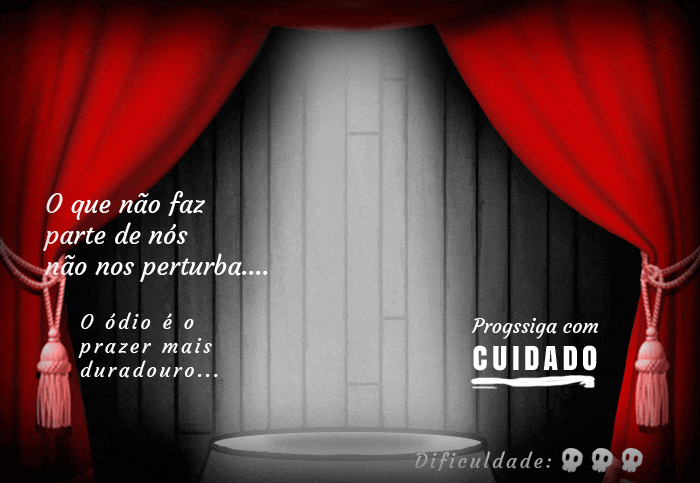 O que não faz
parte de nós
não nos perturba....
O ódio é o
prazer mais
duradouro...
Progssiga com
CUIDADO
Dificuldade: